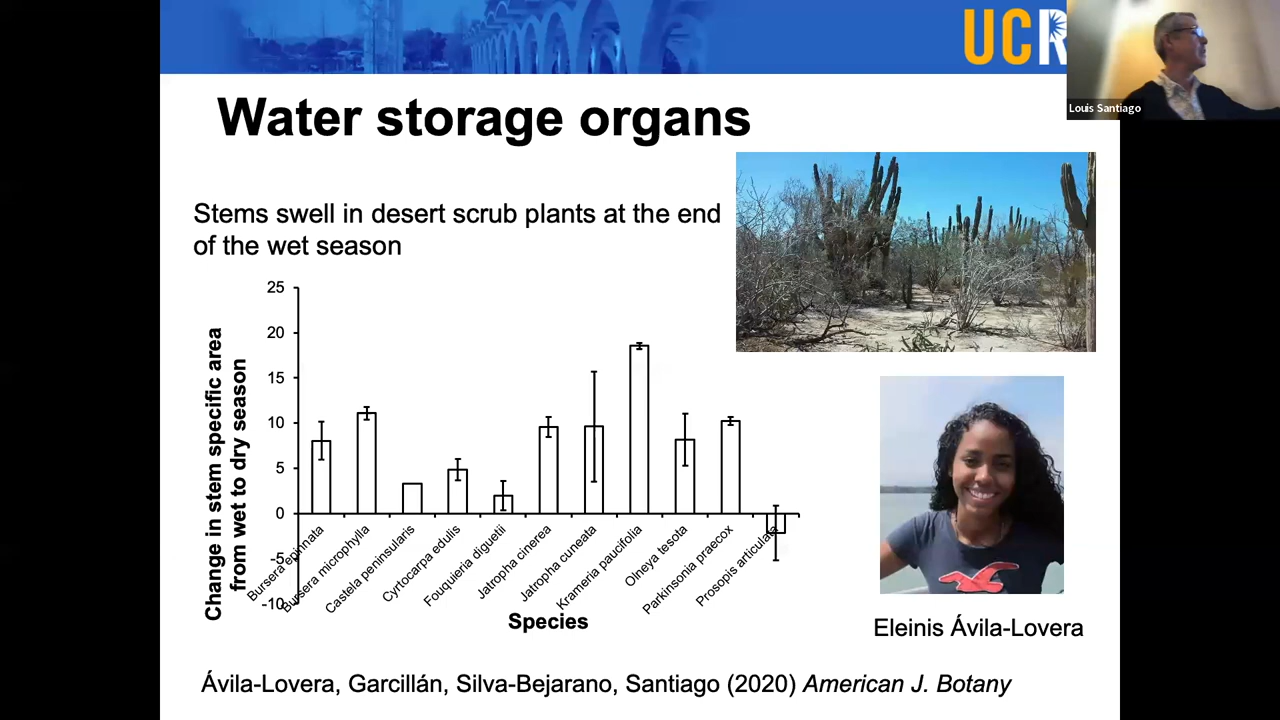 UCR
Louis Santiago
Water storage organs
Stems swell in desert scrub plants at the end
of the wet season
Change in stem specific area
from wet to dry season
25
20
15
10
5
0
-5
-10
Bursera epinnata
Bursera microphylla
Castela peninsularis
Cyrtocarpa edulis
Fouquieria diguetii
Jatropha cinerea
Jatropha cuneata
Krameria paucifolia
Olneya tesota
Parkinsonia praecox
Prosopis articulata
Species
Eleinis Ávila-Lovera
Ávila-Lovera, Garcillán, Silva-Bejarano, Santiago (2020) American J. Botany